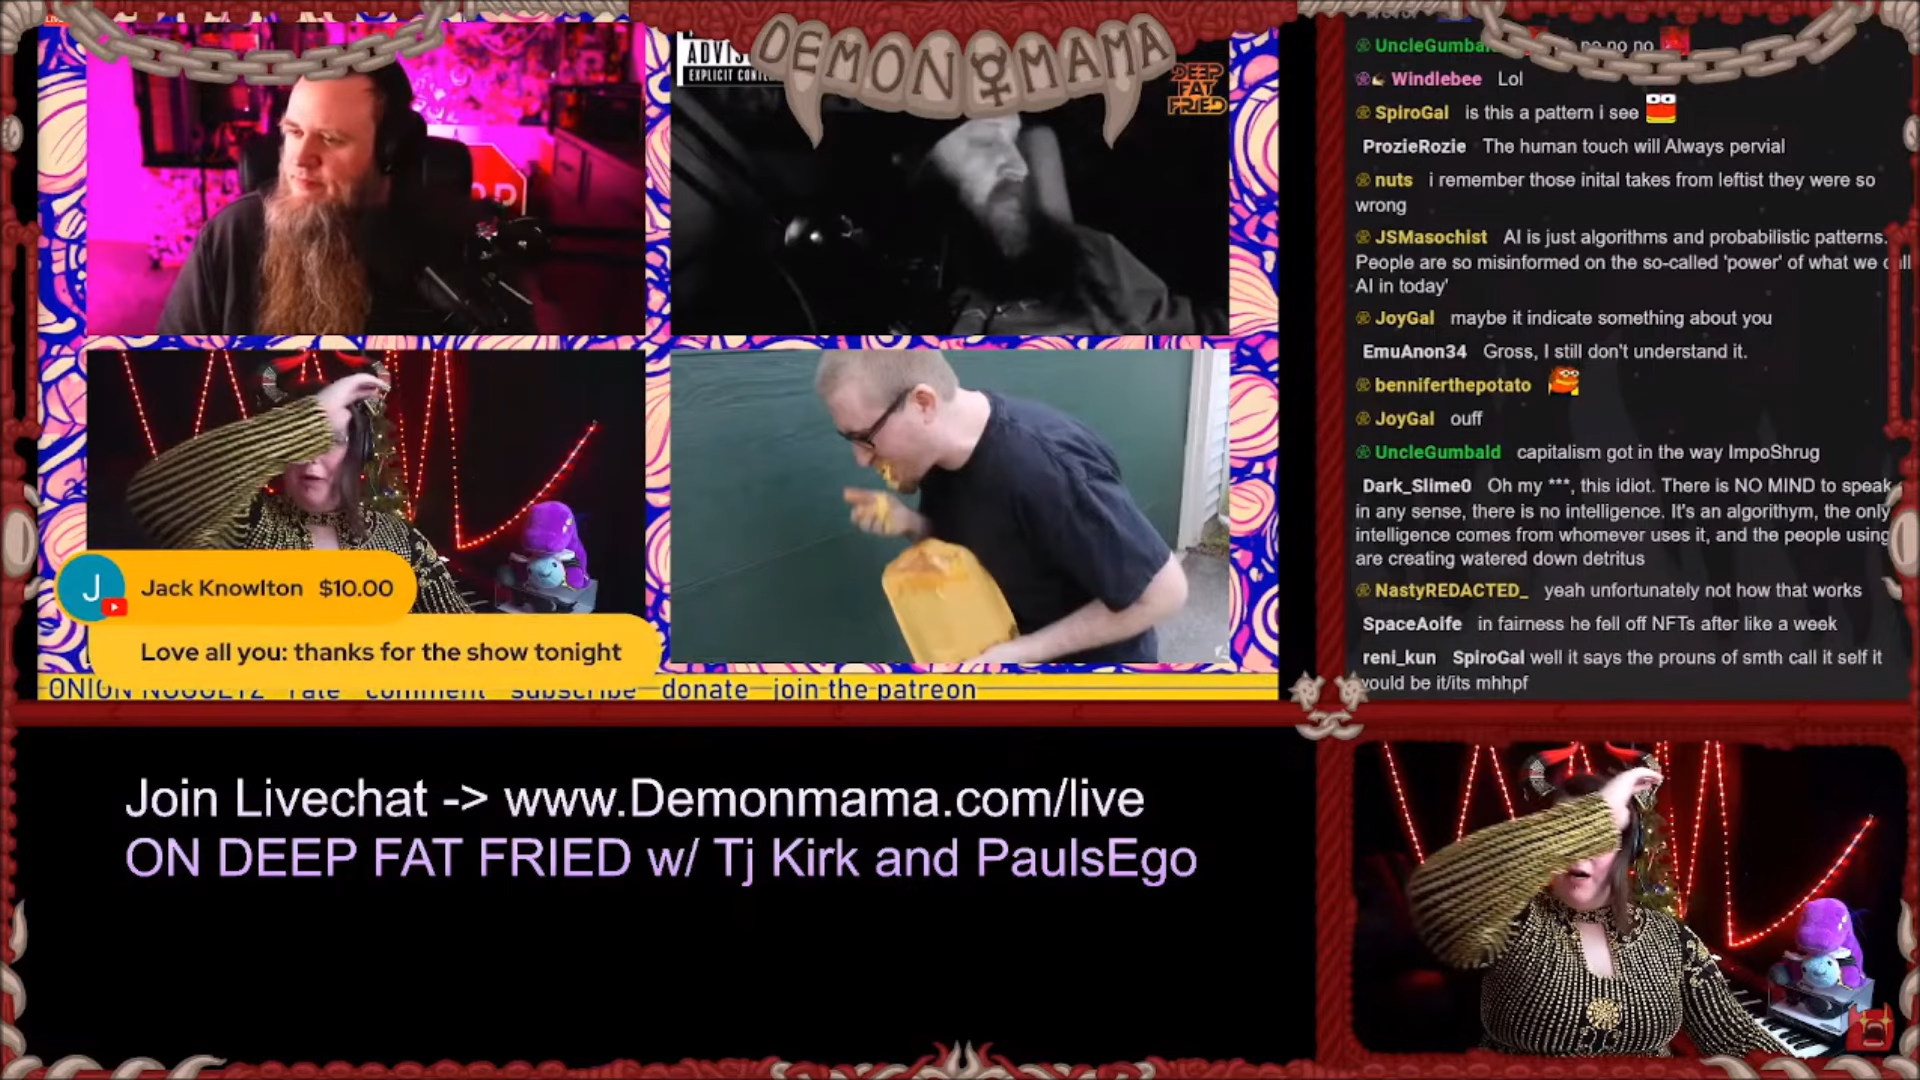 DEMON MAMA
EXPLICIT
DEEP
FAT
FRIED
Jack Knowlton $10.00
Love all you: thanks for the show tonight
rate comment subscribe donate join the patreon
UncleGumbald no no no
Windlebee Lol
SpiroGal is this a pattern i see
ProzieRozie The human touch will Always pervial
nuts i remember those inital takes from leftist they were so
wrong
JSMasochist AI is just algorithms and probabilistic patterns.
People are so misinformed on the so-called 'power' of what we call
AI in today'
JoyGal maybe it indicate something about you
EmuAnon34 Gross, I still don't understand it.
benniferthepotato
JoyGal ouff
UncleGumbald capitalism got in the way ImpoShrug
Dark_Slime0 Oh my ***, this idiot. There is NO MIND to speak
in any sense, there is no intelligence. It's an algorithym, the only
intelligence comes from whomever uses it, and the people using
are creating watered down detritus
NastyREDACTED_ yeah unfortunately not how that works
SpaceAoife in fairness he fell off NFTs after like a week
reni_kun SpiroGal well it says the prouns of smth call it self it
would be it/its mhhpf
Join Livechat -> www.Demonmama.com/live
ON DEEP FAT FRIED w/ Tj Kirk and PaulsEgo